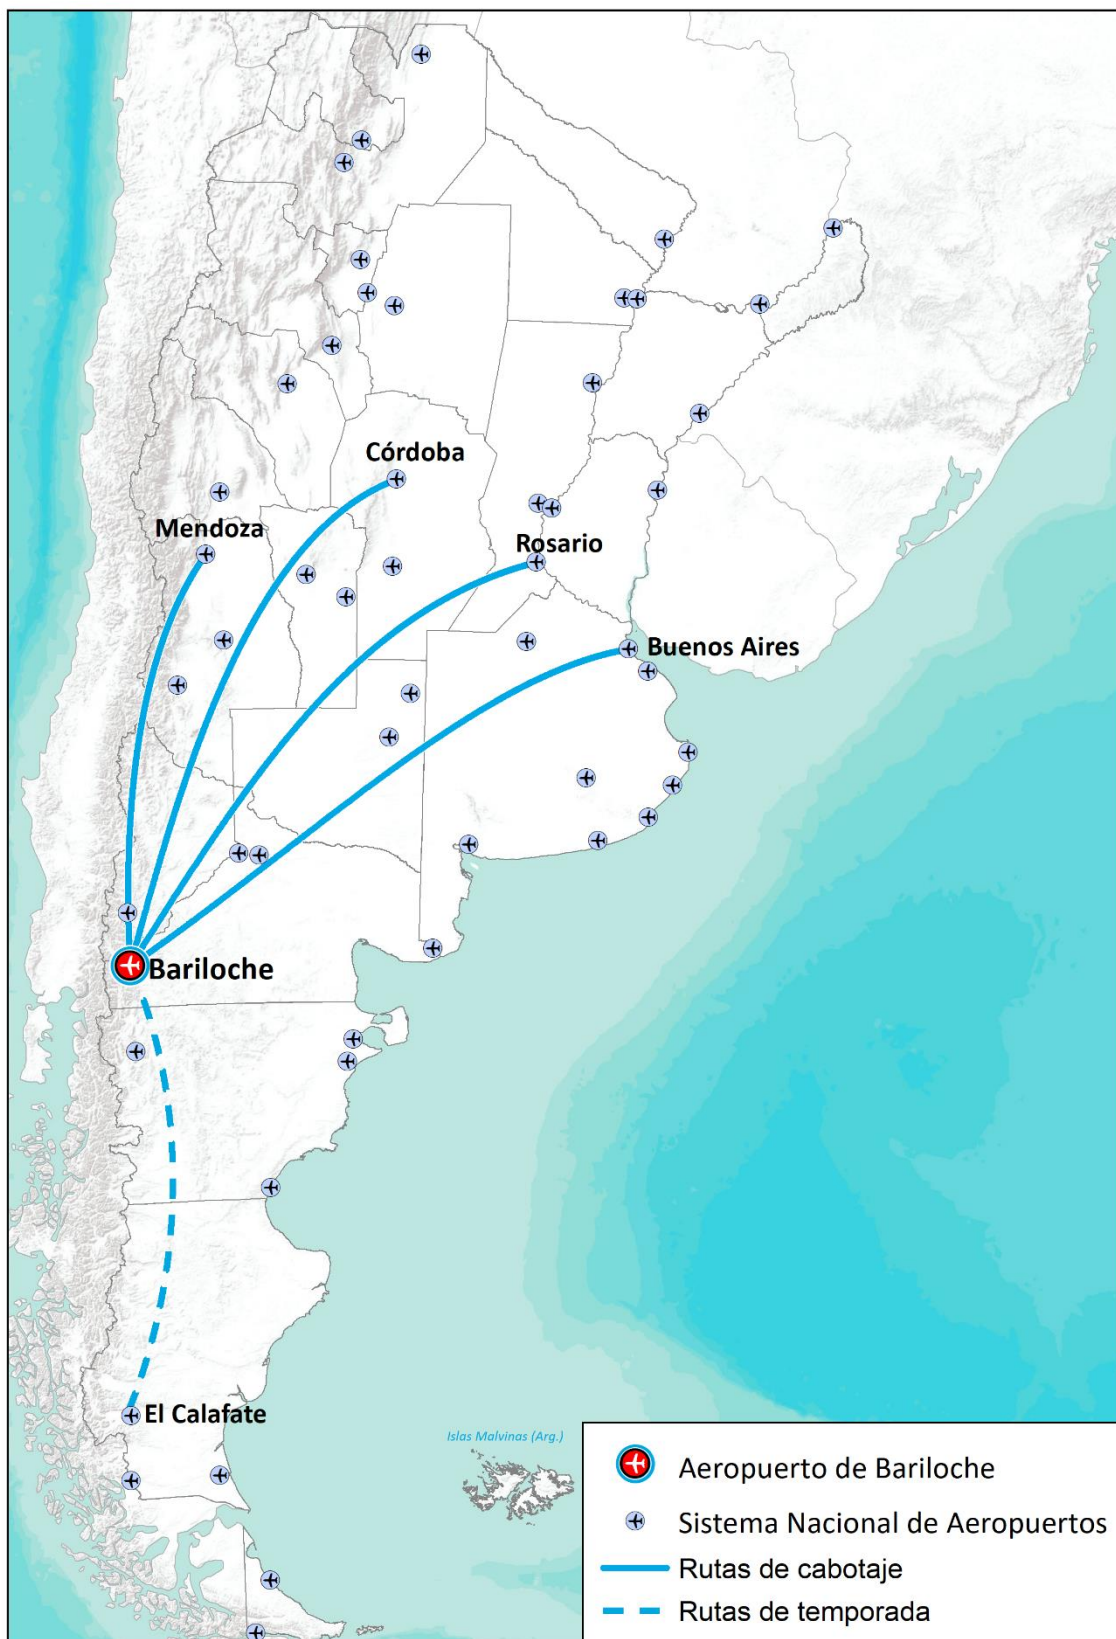 Córdoba
Mendoza
Rosario
Buenos Aires
Bariloche
El Calafate
Islas Malvinas (Arg.)
Aeropuerto de Bariloche
Sistema Nacional de Aeropuertos
Rutas de cabotaje
Rutas de temporada